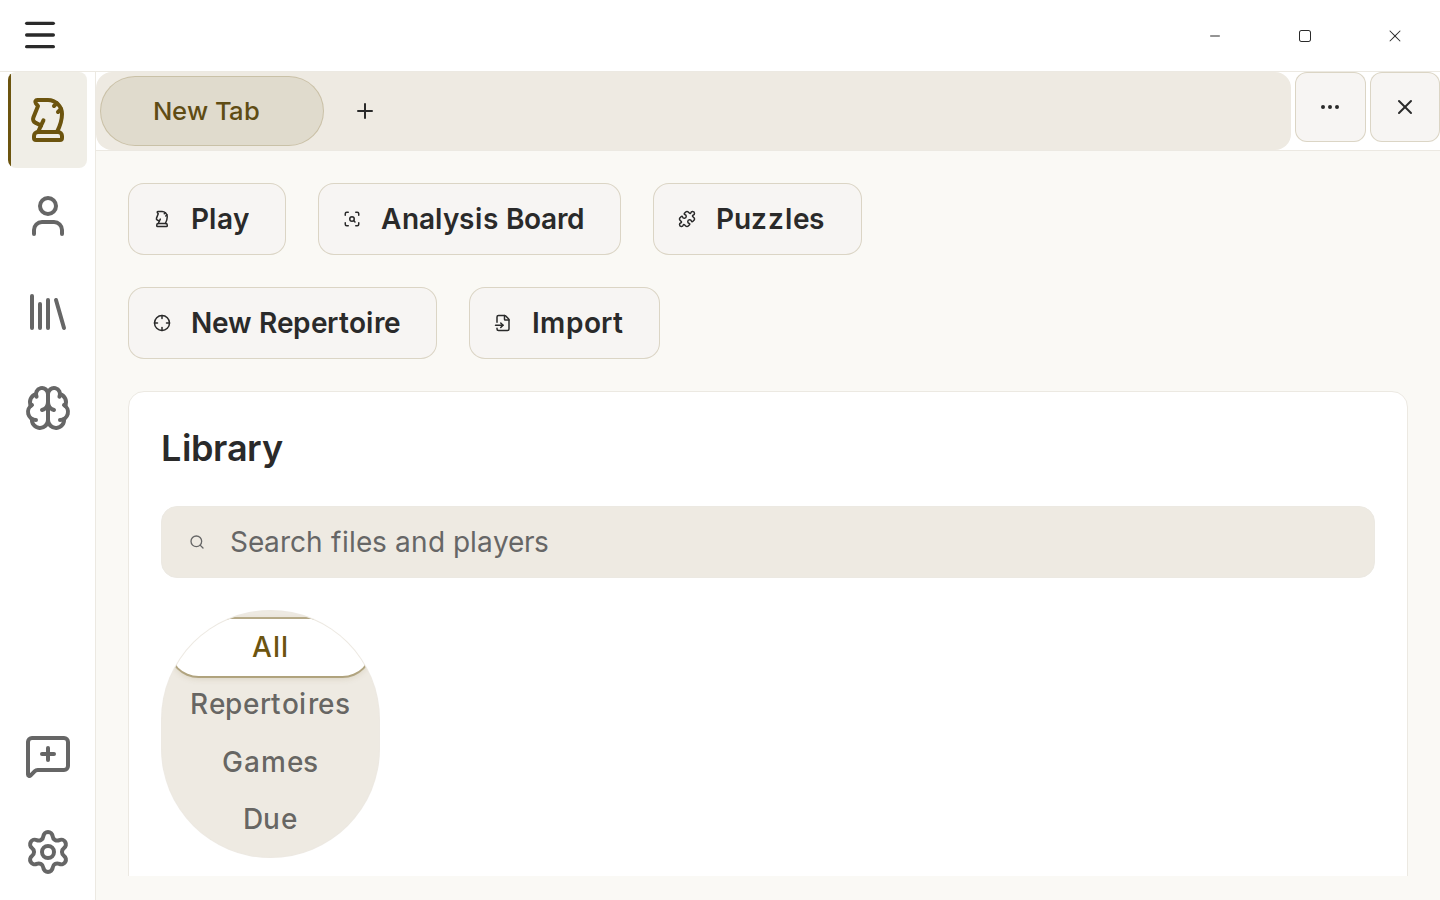 New Tab
Play
Analysis Board
Puzzles
New Repertoire
Import
Library
Search files and players
All
Repertoires
Games
Due